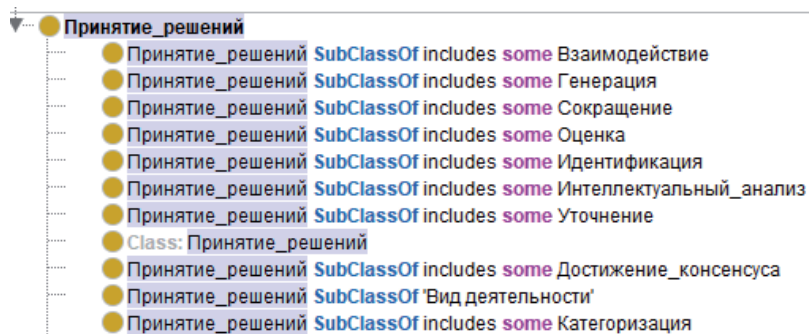 Принятие_решений
Принятие_решений SubClassOf includes some Взаимодействие
Принятие_решений SubClassOf includes some Генерация
Принятие_решений SubClassOf includes some Сокращение
Принятие_решений SubClassOf includes some Оценка
Принятие_решений SubClassOf includes some Идентификация
Принятие_решений SubClassOf includes some Интеллектуальный_анализ
Принятие_решений SubClassOf includes some Уточнение
Class: Принятие_решений
Принятие_решений SubClassOf includes some Достижение_консенсуса
Принятие_решений SubClassOf 'Вид деятельности'
Принятие_решений SubClassOf includes some Категоризация